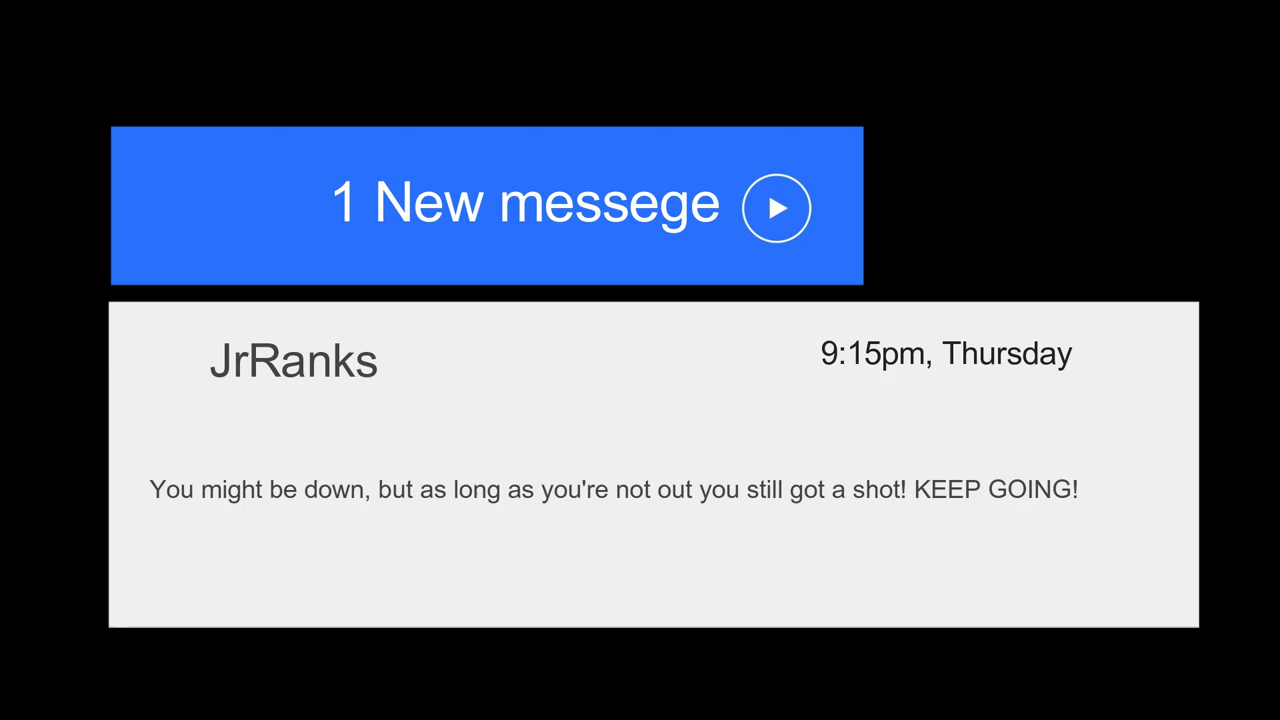 1 New messege
JrRanks
9:15pm, Thursday
You might be down, but as long as you're not out you still got a shot! KEEP GOING!